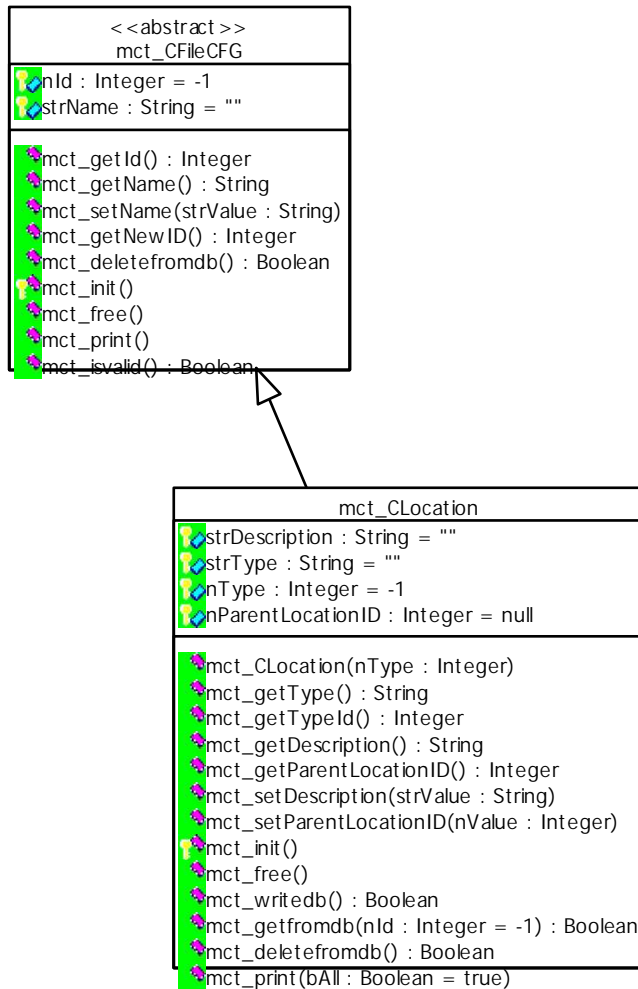 <<abstract>>
mct_CFileCFG
nId : Integer = -1
strName : String = ""
mct_getId() : Integer
mct_getName() : String
mct_setName(strValue : String)
mct_getNewID() : Integer
mct_deletefromdb() : Boolean
mct_init()
mct_free()
mct_print()
mct_isvalid() : Boolean
mct_CLocation
strDescription : String = ""
strType : String = ""
nType : Integer = -1
nParentLocationID : Integer = null
mct_CLocation(nType : Integer)
mct_getType() : String
mct_getTypeId() : Integer
mct_getDescription() : String
mct_getParentLocationID() : Integer
mct_setDescription(strValue : String)
mct_setParentLocationID(nValue : Integer)
mct_init()
mct_free()
mct_writedb() : Boolean
mct_getfromdb(nId : Integer = -1) : Boolean
mct_deletefromdb() : Boolean
mct_print(bAll : Boolean = true)